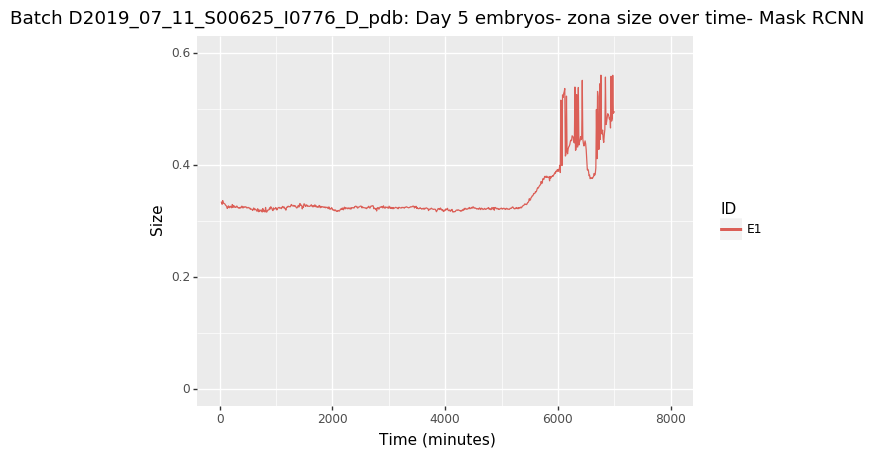 Batch D2019_07_11_S00625_I0776_D_pdb: Day 5 embryos- zona size over time- Mask RCNN
0.6
0.4
0.2
0
Size
0
2000
4000
6000
8000
Time (minutes)
ID
E1